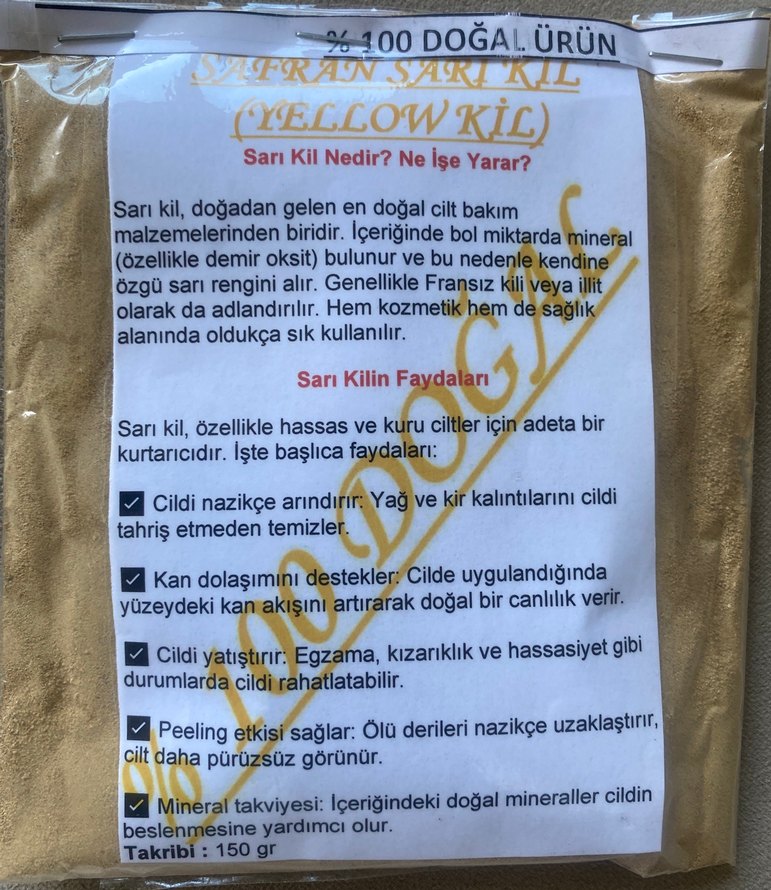 % 100 DOĞAL ÜRÜN
SAFRAN SARI KİL
(YELLOW KİL)
Sarı Kil Nedir? Ne İşe Yarar?
Sarı kil, doğadan gelen en doğal cilt bakım
malzemelerinden biridir. İçeriğinde bol miktarda mineral
(özellikle demir oksit) bulunur ve bu nedenle kendine
özgü sarı rengini alır. Genellikle Fransız kili veya illit
olarak da adlandırılır. Hem kozmetik hem de sağlık
alanında oldukça sık kullanılır.
Sarı Kilin Faydaları
Sarı kil, özellikle hassas ve kuru ciltler için adeta bir
kurtarıcıdır. İşte başlıca faydaları:
☑ Cildi nazikçe arındırır: Yağ ve kir kalıntılarını cildi
tahriş etmeden temizler.
☑ Kan dolaşımını destekler: Cilde uygulandığında
yüzeydeki kan akışını artırarak doğal bir canlılık verir.
☑ Cildi yatıştırır: Egzama, kızarıklık ve hassasiyet gibi
durumlarda cildi rahatlatabilir.
☑ Peeling etkisi sağlar: Ölü derileri nazikçe uzaklaştırır,
cilt daha pürüzsüz görünür.
☑ Mineral takviyesi: İçeriğindeki doğal mineraller cildin
beslenmesine yardımcı olur.
Takribi : 150 gr
% 100 DOĞAL